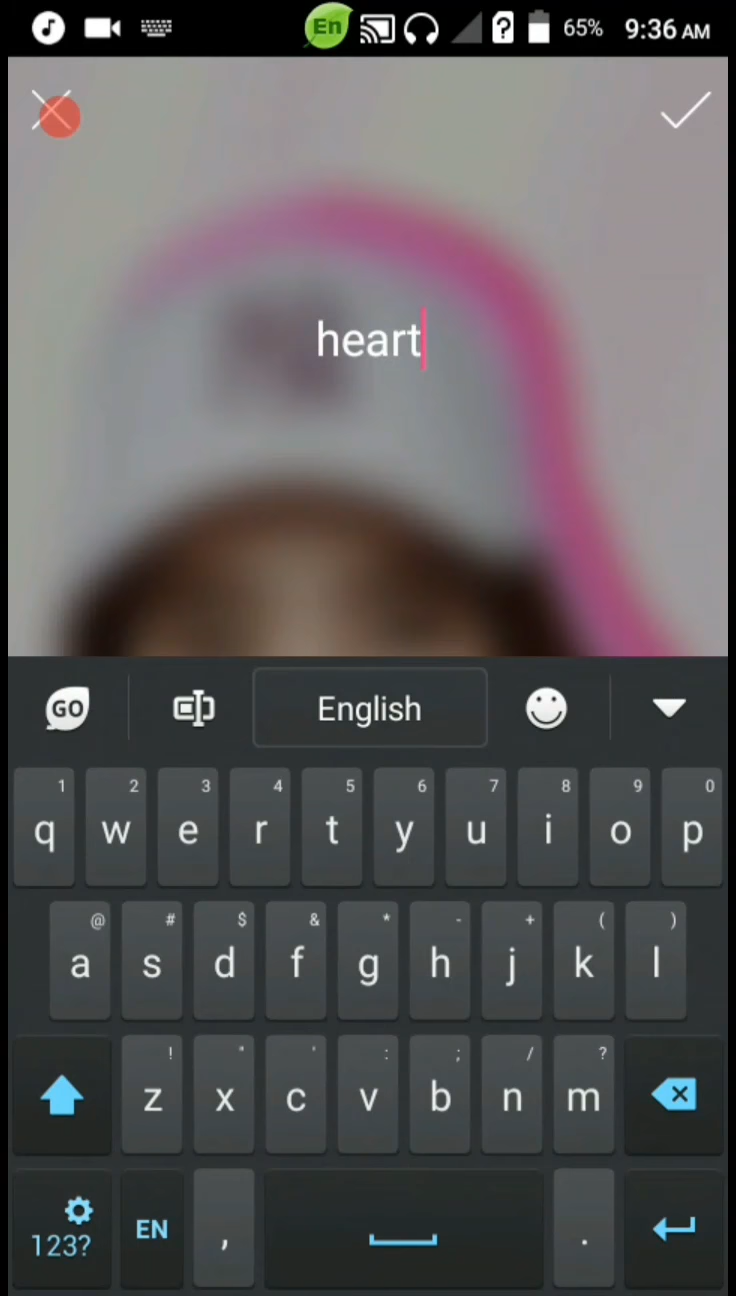 En 65% 9:36 AM
heart
GO English
1 2 3 4 5 6 7 8 9 0
q w e r t y u i o p
@ # $ & * - + ( )
a s d f g h j k l
! " ' : ; / ?
z x c v b n m
123? EN , .